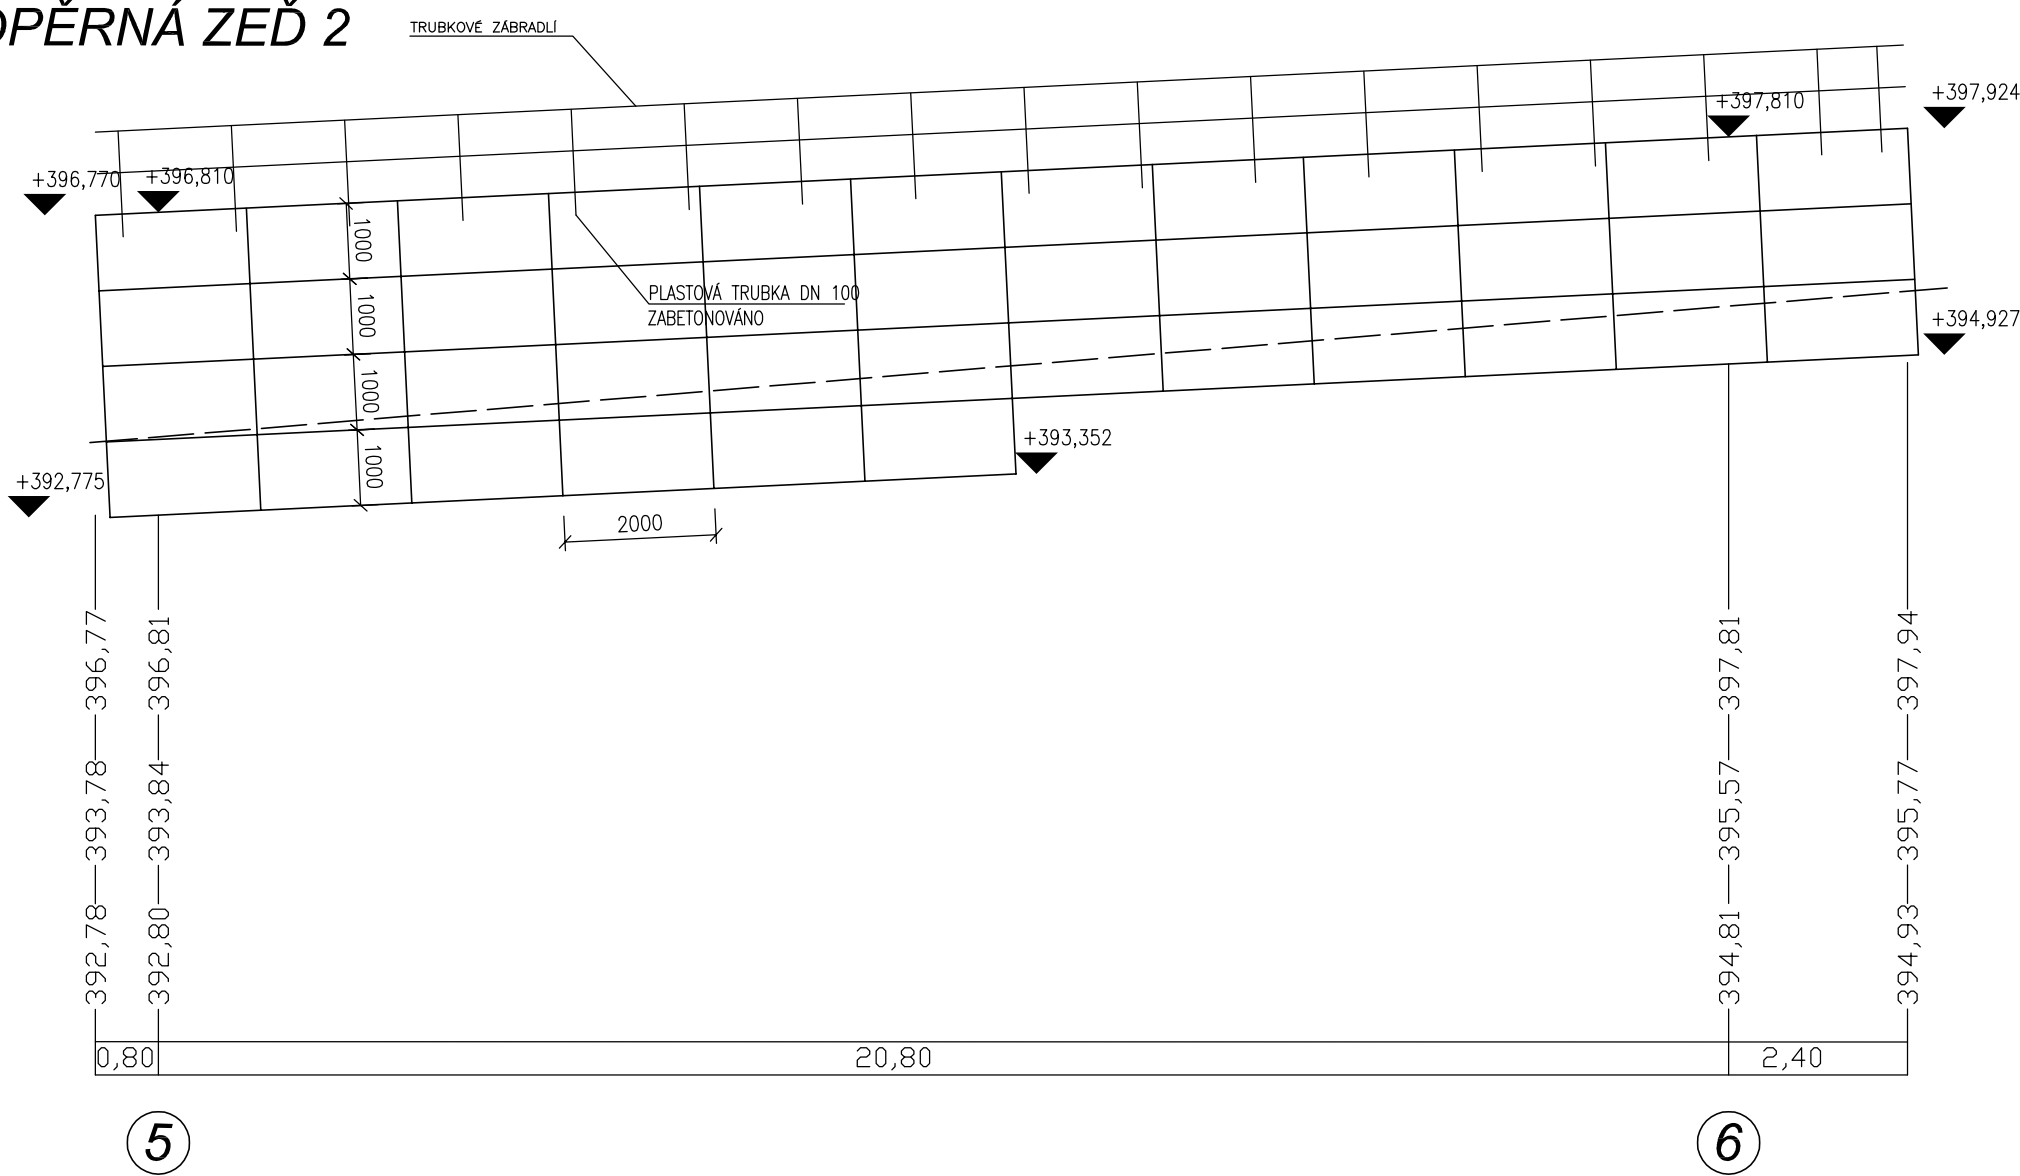 OPĚRNÁ ZEĎ 2
TRUBKOVÉ ZÁBRADLÍ
+397,924
+397,810
+396,770
+396,810
1000
1000
1000
1000
PLASTOVÁ TRUBKA DN 100
ZABETONOVÁNO
+394,927
+393,352
+392,775
2000
392,78 393,78 396,77
392,80 393,84 396,81
394,81 395,57 397,81
394,93 395,77 397,94
0,80 20,80 2,40
5 6